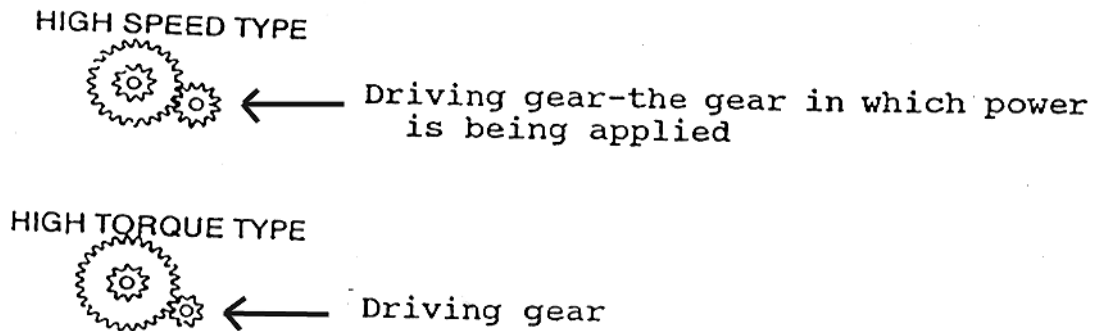 HIGH SPEED TYPE
Driving gear-the gear in which power
is being applied
HIGH TORQUE TYPE
Driving gear